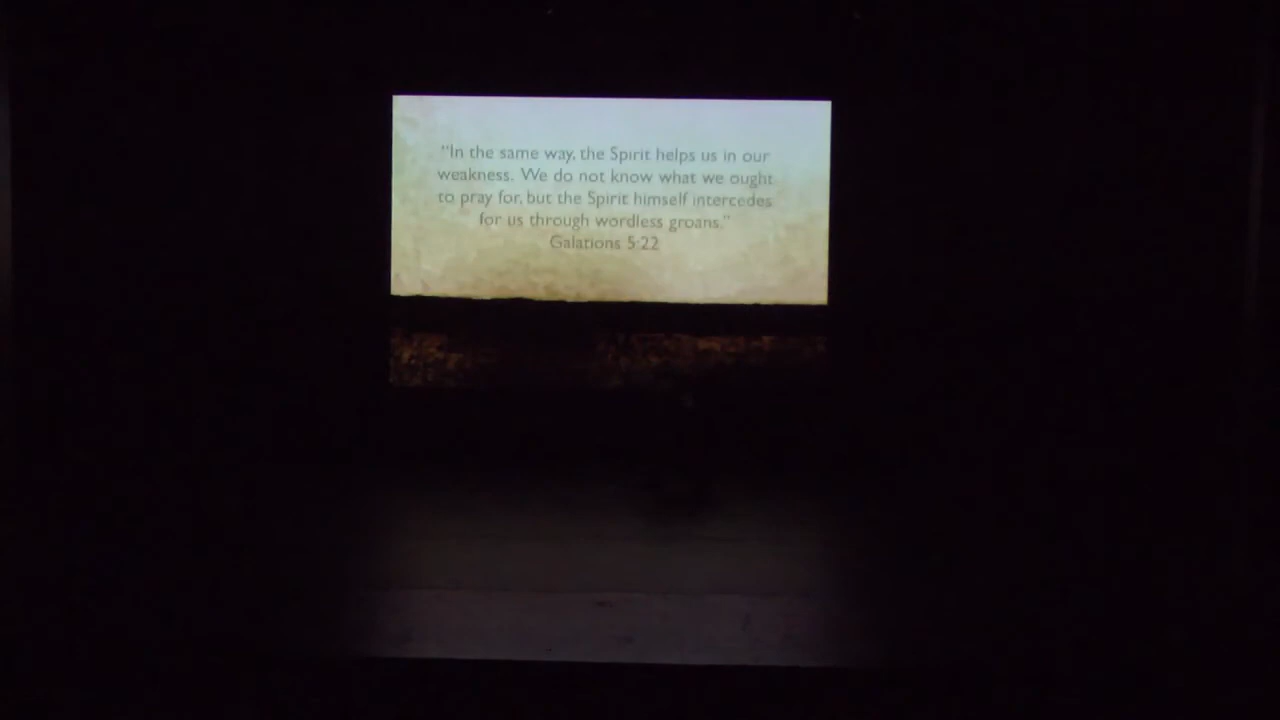 "In the same way, the Spirit helps us in our
weakness. We do not know what we ought
to pray for, but the Spirit himself intercedes
for us through wordless groans."
Galations 5:22